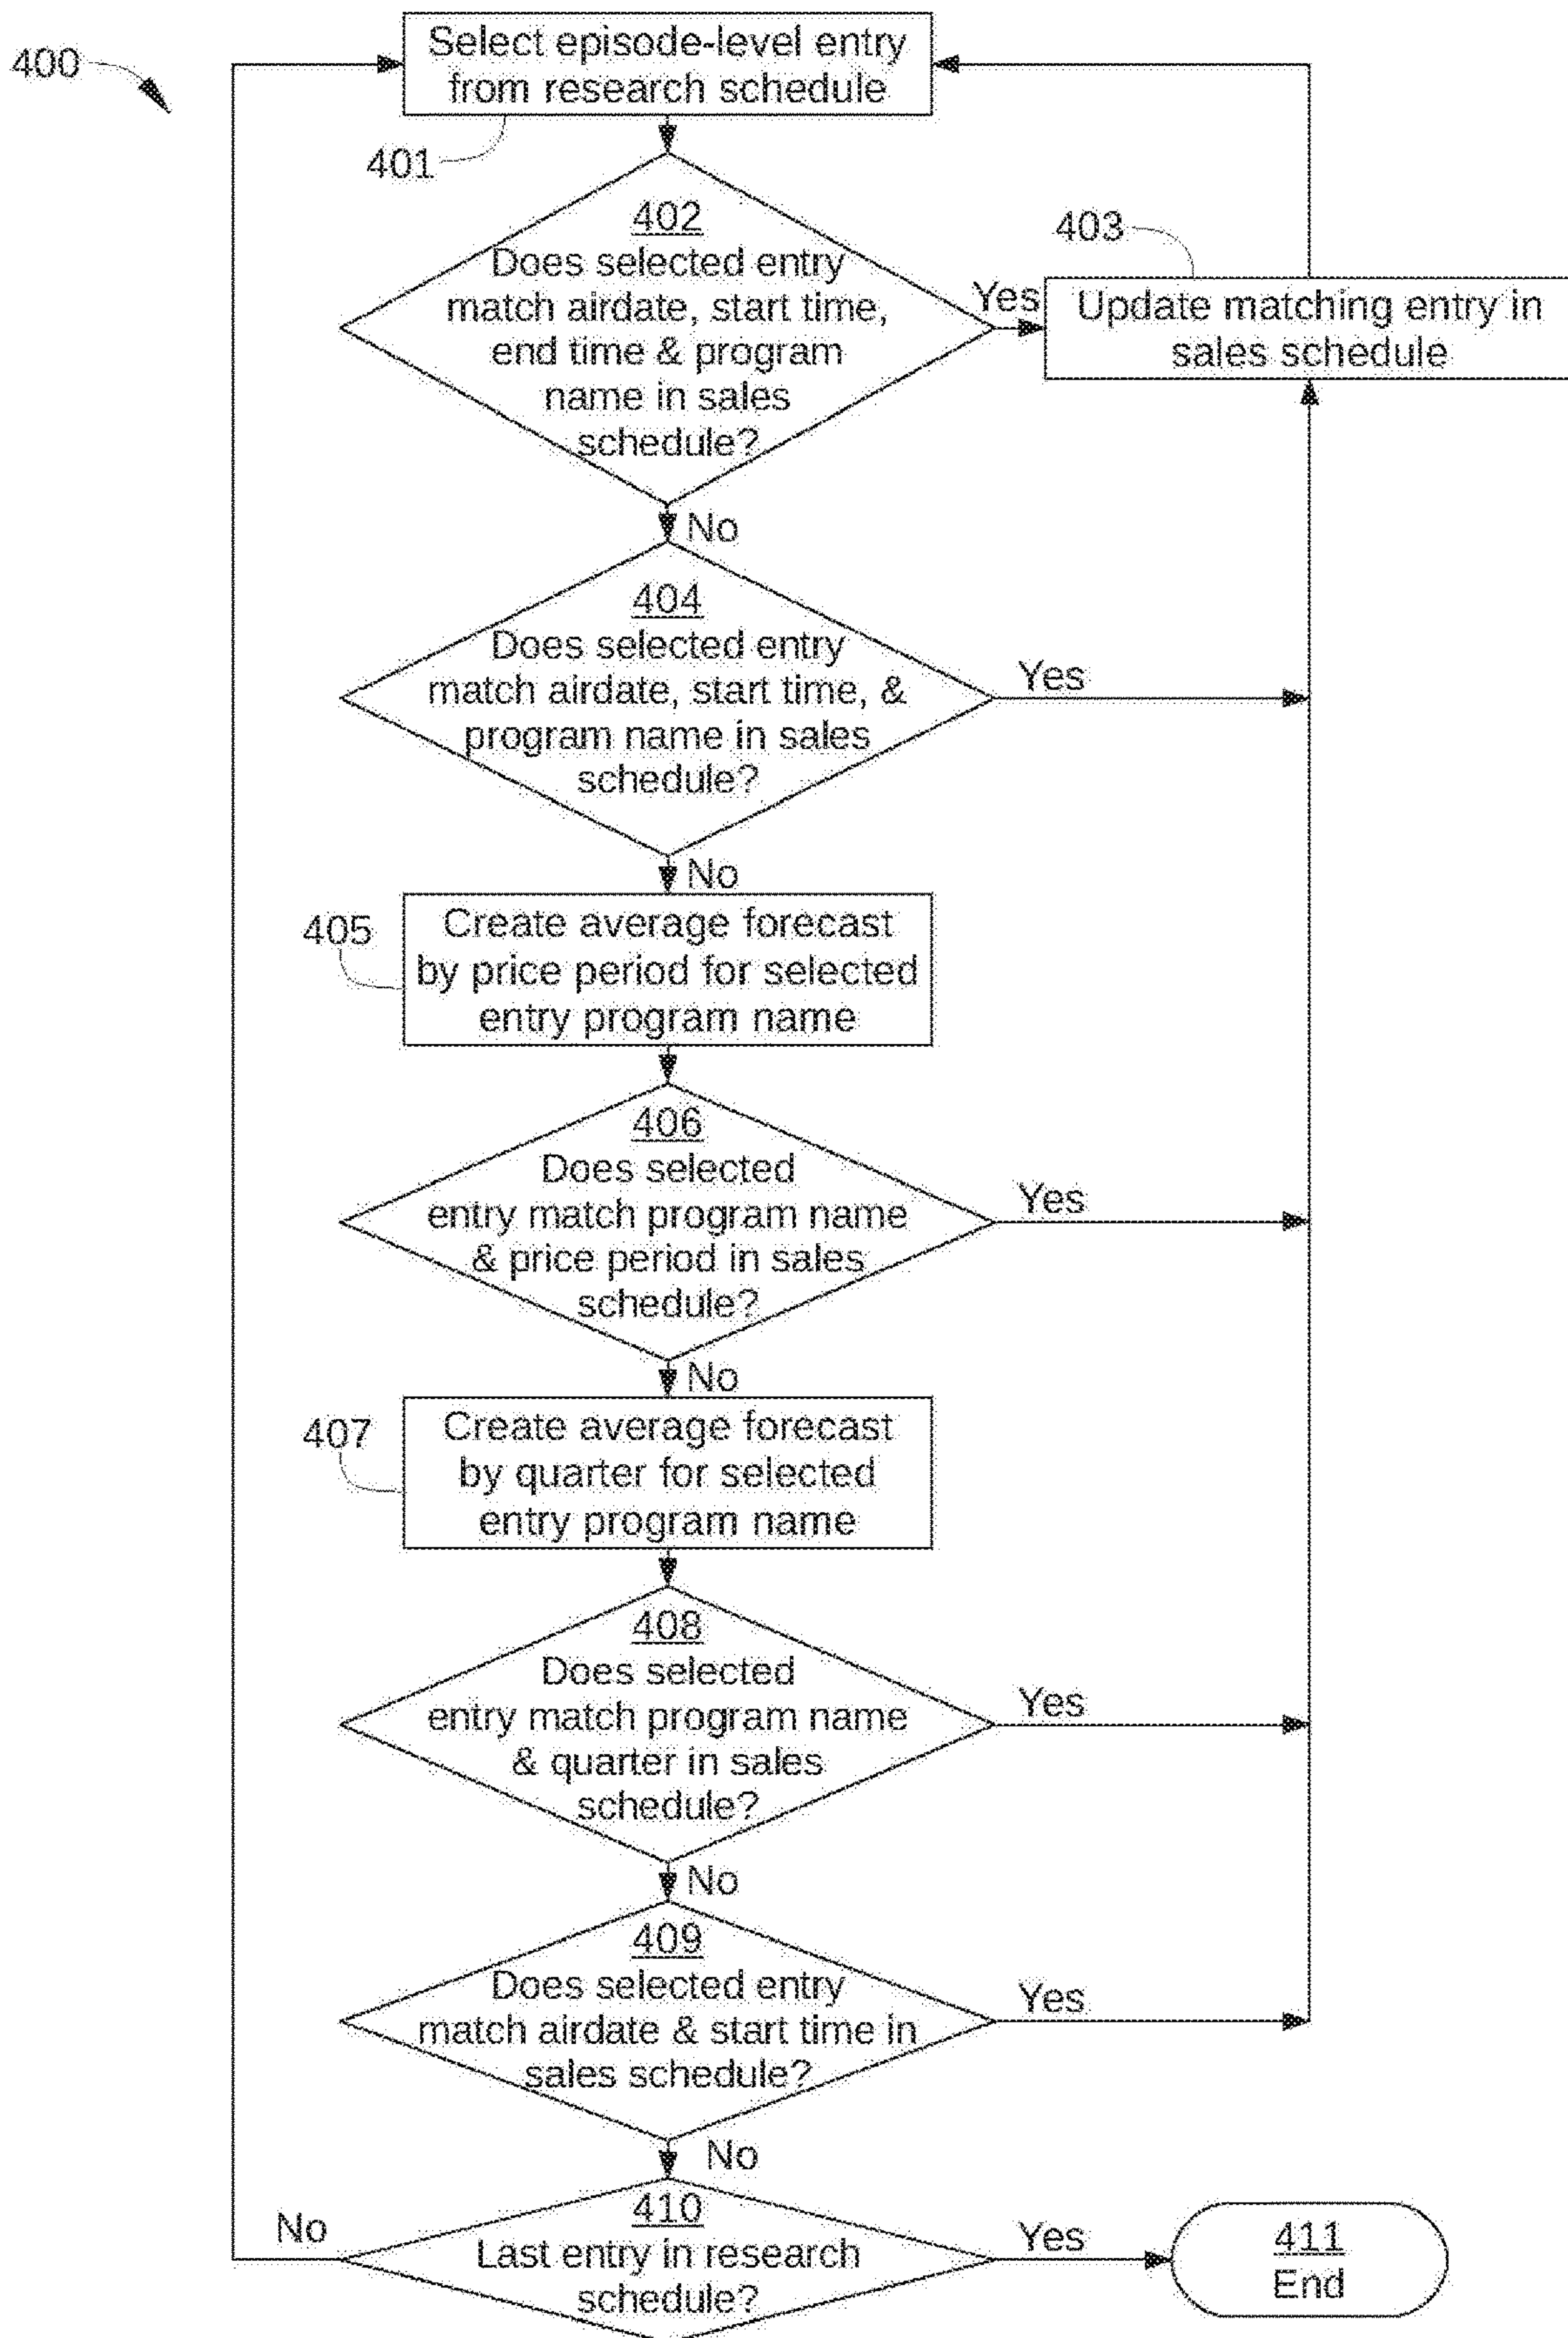 400
Select episode-level entry
from research schedule
401
402
Does selected entry
match airdate, start time,
end time & program
name in sales
schedule?
Yes
403
Update matching entry in
sales schedule
No
404
Does selected entry
match airdate, start time, &
program name in sales
schedule?
Yes
No
405
Create average forecast
by price period for selected
entry program name
406
Does selected
entry match program name
& price period in sales
schedule?
Yes
No
407
Create average forecast
by quarter for selected
entry program name
408
Does selected
entry match program name
& quarter in sales
schedule?
Yes
No
409
Does selected entry
match airdate & start time in
sales schedule?
Yes
No
410
Last entry in research
schedule?
No
Yes
411
End